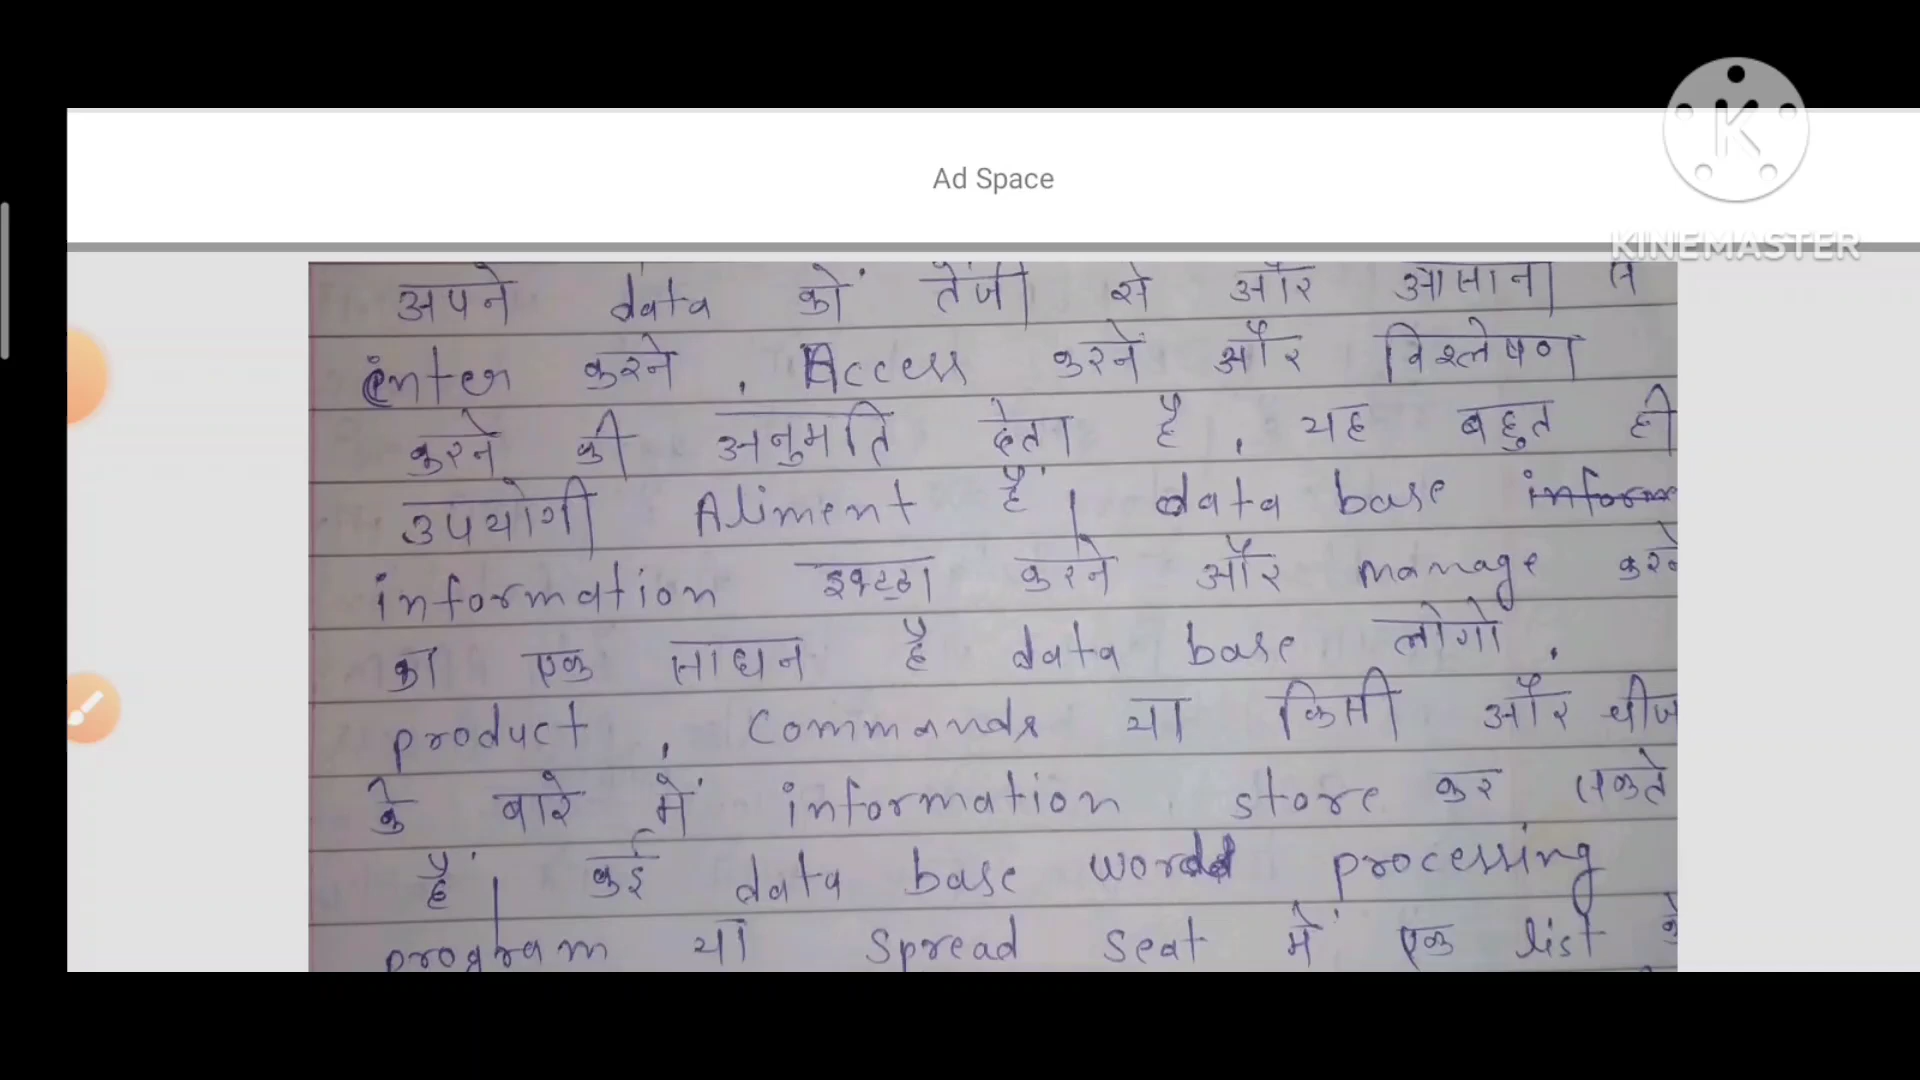 Ad Space
KINEMASTER
अपने data कों तेंजी से और आसानी
enter करने , Access करनें और विश्लेषण
करने की अनुमति देता है , यह बहुत ही
उपयोगी Aliment हैं । data base inform
information इकट्ठा करने और manage करने
का एक साधन है data base लोगो ,
product , Commands या किसी और चीज
के बारे में information store कर सकते
हैं । कई data base word processing
program या Spread Seat में एक list के